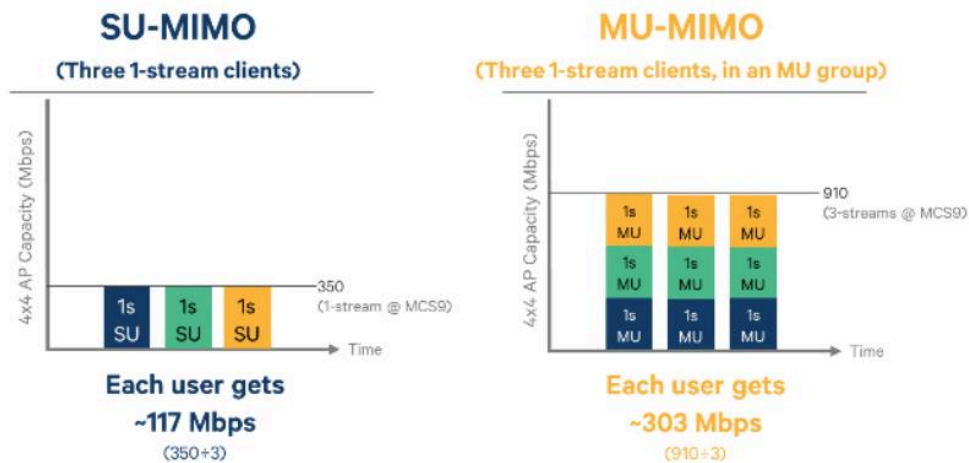 SU-MIMO
(Three 1-stream clients)
4x4 AP Capacity (Mbps)
350
(1-stream @ MCS9)
1s
SU
1s
SU
1s
SU
Time
Each user gets
~117 Mbps
(350÷3)
MU-MIMO
(Three 1-stream clients, in an MU group)
4x4 AP Capacity (Mbps)
910
(3-streams @ MCS9)
1s
MU
1s
MU
1s
MU
1s
MU
1s
MU
1s
MU
1s
MU
1s
MU
1s
MU
Time
Each user gets
~303 Mbps
(910÷3)